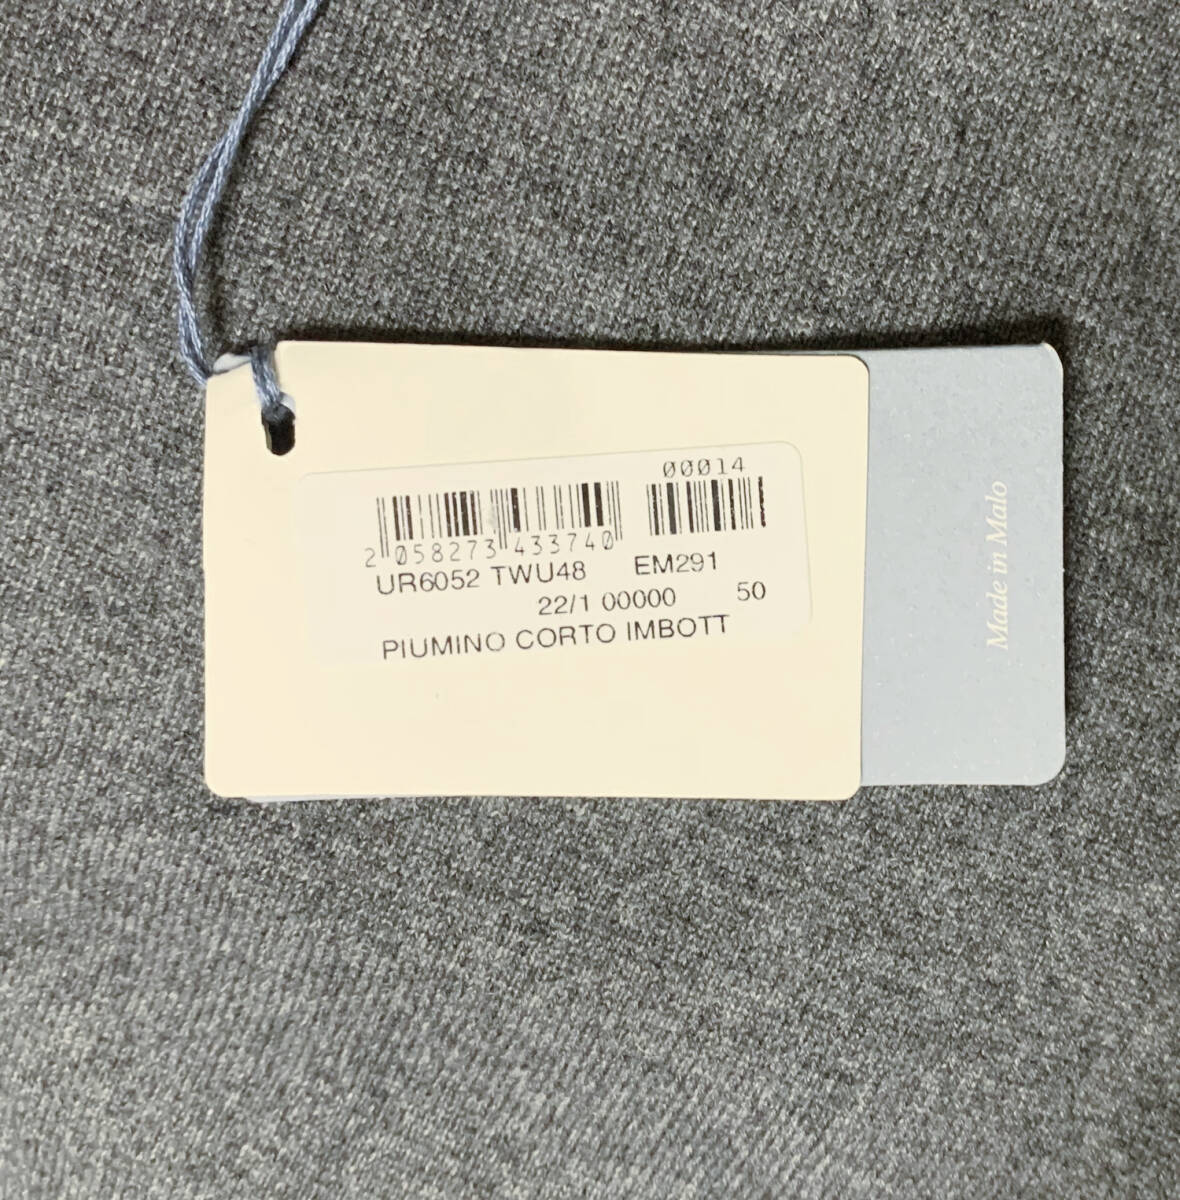 00014
2 058273 433740
UR6052 TWU48 EM291
22/1 00000 50
PIUMINO CORTO IMBOTT
Made in Malo